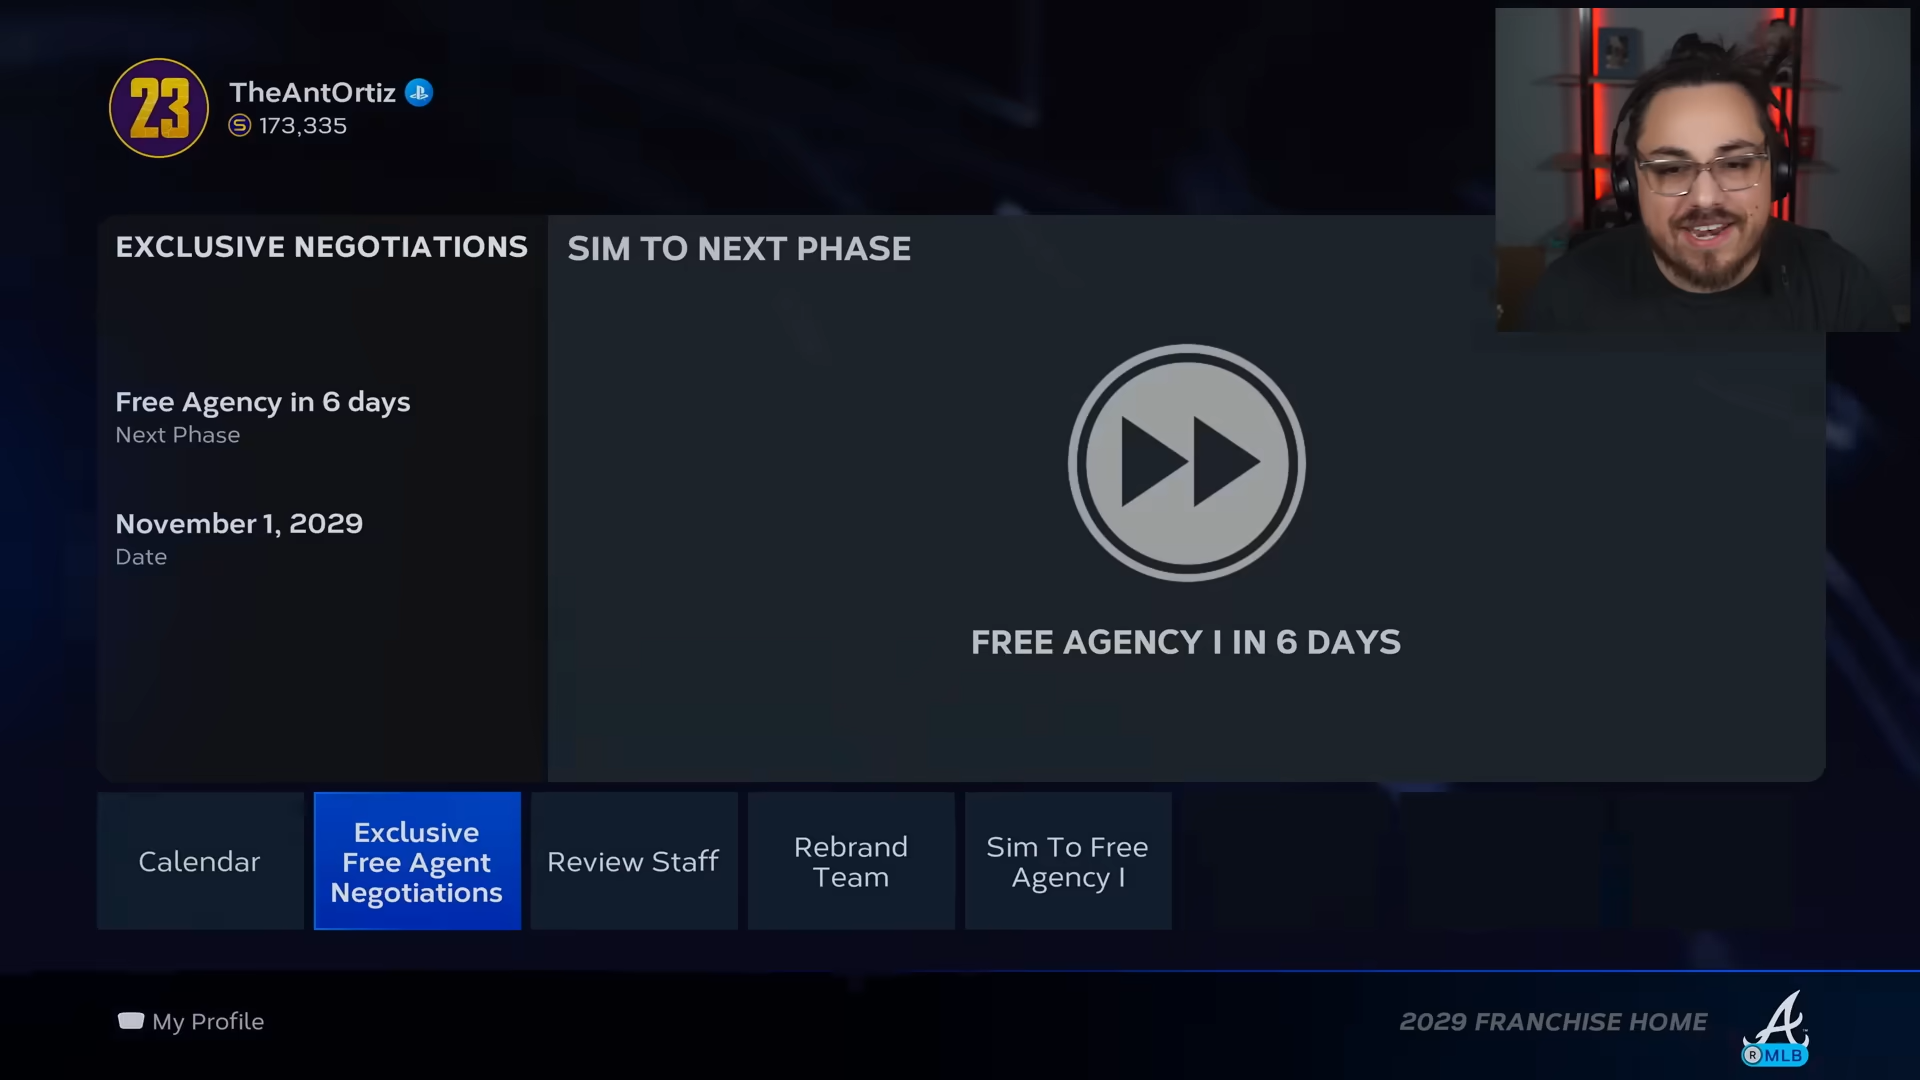 23
TheAntOrtiz
S 173,335
EXCLUSIVE NEGOTIATIONS
SIM TO NEXT PHASE
Free Agency in 6 days
Next Phase
November 1, 2029
Date
FREE AGENCY I IN 6 DAYS
Calendar
Exclusive
Free Agent
Negotiations
Review Staff
Rebrand
Team
Sim To Free
Agency I
My Profile
2029 FRANCHISE HOME
A
R MLB